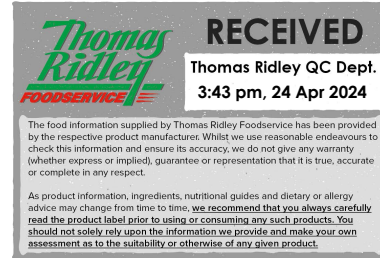 Thomas
Ridley
FOODSERVICE
RECEIVED
Thomas Ridley QC Dept.
3:43 pm, 24 Apr 2024
The food information supplied by Thomas Ridley Foodservice has been provided
by the respective product manufacturer. Whilst we use reasonable endeavours to
check this information and ensure its accuracy, we do not give any warranty
(whether express or implied), guarantee or representation that it is true, accurate
or complete in any respect.
As product information, ingredients, nutritional guides and dietary or allergy
advice may change from time to time, we recommend that you always carefully
read the product label prior to using or consuming any such products. You
should not solely rely upon the information we provide and make your own
assessment as to the suitability or otherwise of any given product.